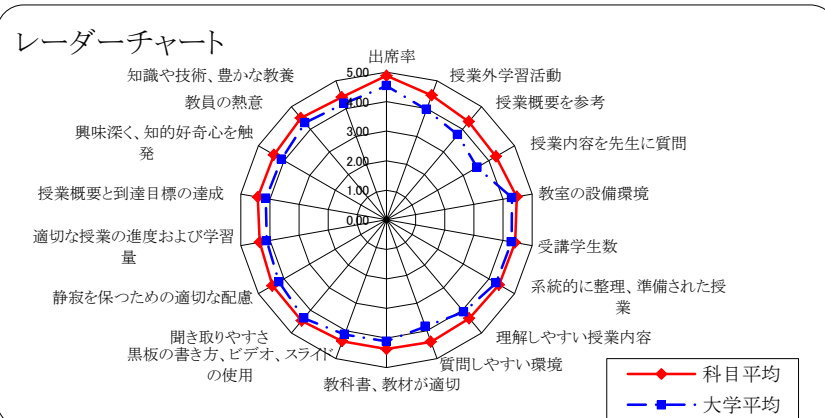 レーダーチャート
出席率
授業外学習活動
授業概要を参考
授業内容を先生に質問
教室の設備環境
受講学生数
系統的に整理、準備された授
業
理解しやすい授業内容
質問しやすい環境
教科書、教材が適切
黒板の書き方、ビデオ、スライド
の使用
聞き取りやすさ
静寂を保つための適切な配慮
適切な授業の進度および学習
量
授業概要と到達目標の達成
興味深く、知的好奇心を触
発
教員の熱意
知識や技術、豊かな教養
5.00
4.00
3.00
2.00
1.00
0.00
科目平均
大学平均